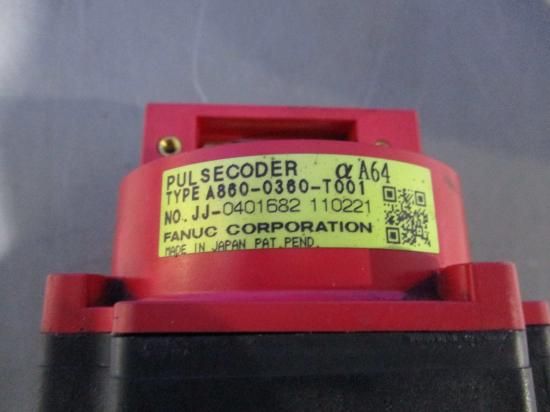 PULSECODER αA64
TYPE A860-0360-T001
NO. JJ-0401682 110221
FANUC CORPORATION
MADE IN JAPAN PAT.PEND.